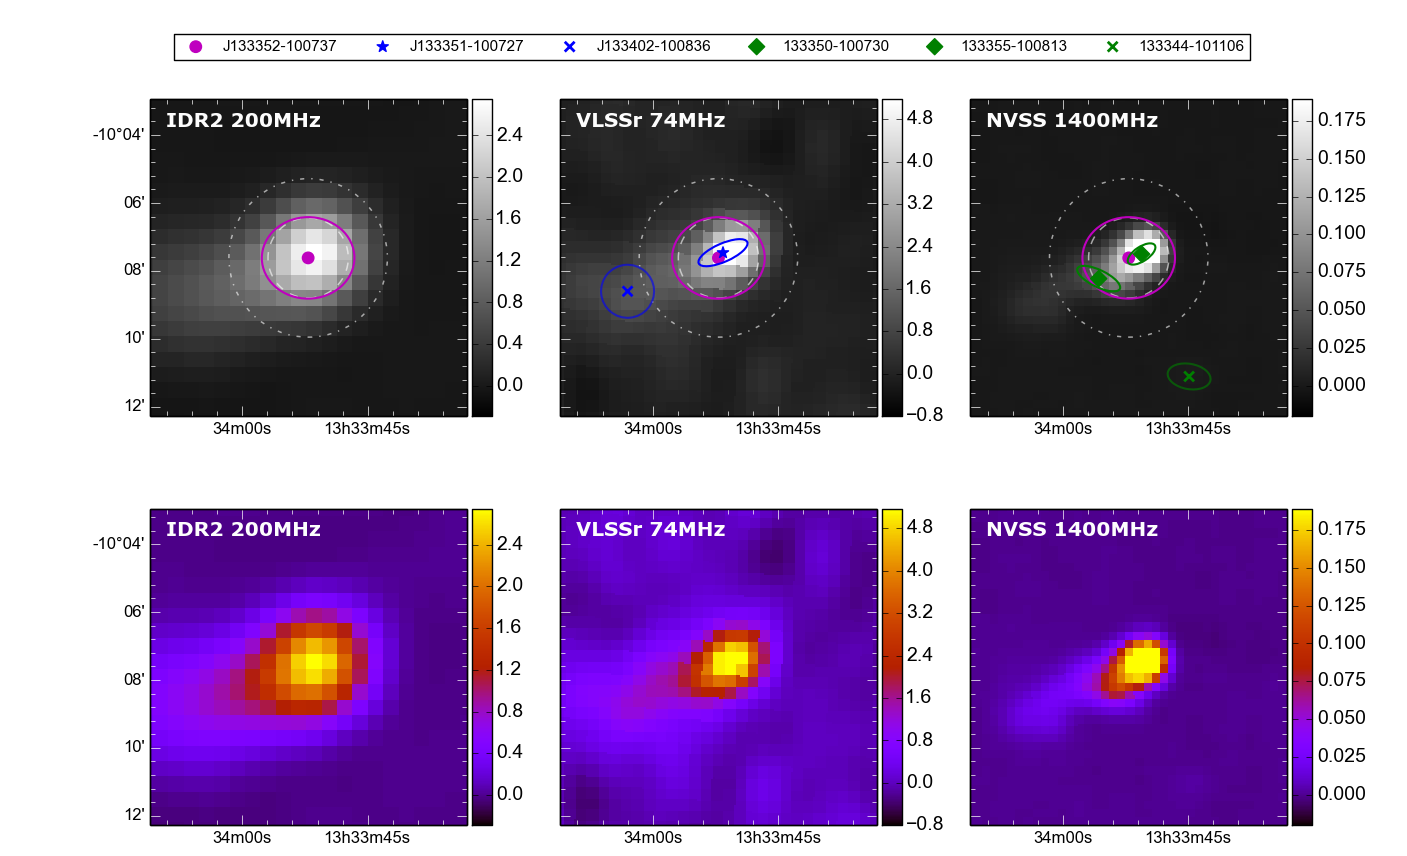 J133352-100737 J133351-100727 J133402-100836 133350-100730 133355-100813 133344-101106
IDR2 200MHz VLSSr 74MHz NVSS 1400MHz
-10°04' 2.4 4.8 0.175
2.0 4.0 0.150
06' 1.6 3.2 0.125
1.2 2.4 0.100
08' 0.8 1.6 0.075
10' 0.4 0.8 0.050
0.0 0.0 0.025
12' −0.8 0.000
34m00s 13h33m45s 34m00s 13h33m45s 34m00s 13h33m45s
IDR2 200MHz VLSSr 74MHz NVSS 1400MHz
-10°04' 2.4 4.8 0.175
2.0 4.0 0.150
06' 1.6 3.2 0.125
1.2 2.4 0.100
08' 0.8 1.6 0.075
10' 0.4 0.8 0.050
0.0 0.0 0.025
12' −0.8 0.000
34m00s 13h33m45s 34m00s 13h33m45s 34m00s 13h33m45s